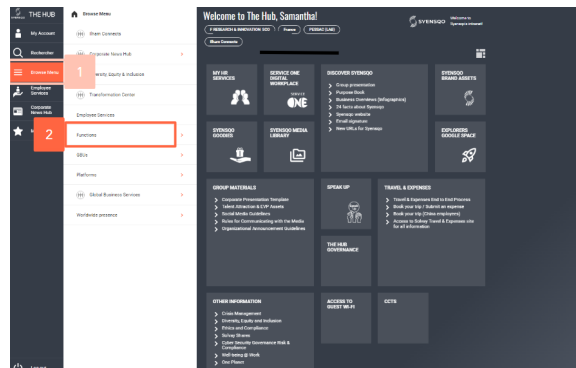 THE HUB
My Account
Rechercher
Browse Menu
Employee
Services
Corporate
News Hub
1
2
Browse Menu
Syensqo Connects
Corporate News Hub
Diversity Equity & Inclusion
Transformation Center
Employee Services
Functions
GBUs
Platforms
Global Business Services
Worldwide presence
Welcome to The Hub, Samantha!
F RESEARCH & INNOVATION
France
Share Connects
SYENSQO
Welcome to
Syensqo's intranet
MY HR
SERVICES
SERVICE ONE
DIGITAL
WORKPLACE
SERVICE
ONE
DISCOVER SYENSQO
Group presentation
Purpose Book
Business Overviews (Infographics)
24 facts about Syensqo
Syensqo website
Email signature
New URLs for Syensqo
SYENSQO
BRAND ASSETS
SYENSQO
GOODIES
SYENSQO MEDIA
LIBRARY
EXPLORERS
GOOGLE SPACE
GROUP MATERIALS
Corporate Presentation Template
Talent Attraction & EVP Assets
Social Media Guidelines
Rules for Communicating with the Media
Organizational Announcement Guidelines
SPEAK UP
TRAVEL & EXPENSES
Travel & Expenses End to End Process
Book your trip / Submit an expense
Book your trip (China employees)
Access to Solvay Travel & Expenses site
for all information
THE HUB
GOVERNANCE
OTHER INFORMATION
Crisis Management
Diversity, Equity and Inclusion
Ethics and Compliance
Solvay Shares
Cyber Security Governance Risk &
Compliance
Well-being @ Work
One Planet
ACCESS TO
GUEST WI-FI
CCTS